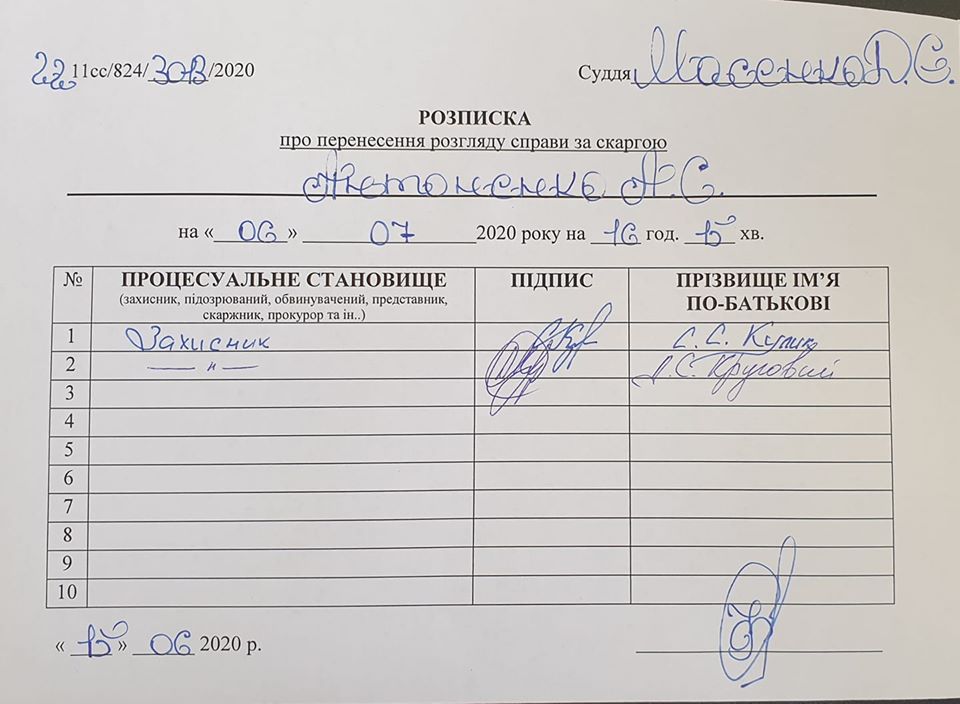 22 11сс/824/3013/2020 Суддя Масенко Д.Є.
РОЗПИСКА
про перенесення розгляду справи за скаргою
Антоненко А.С.
на «06» 07 2020 року на 16 год. 15 хв.
№ ПРОЦЕСУАЛЬНЕ СТАНОВИЩЕ ПІДПИС ПРІЗВИЩЕ ІМ’Я
(захисник, підозрюваний, обвинувачений, представник, ПО-БАТЬКОВІ
скаржник, прокурор та ін..)
1 Захисник С. С. Кулик
2 — н — С. Круговий
3
4
5
6
7
8
9
10
« 15 » 06 2020 р.